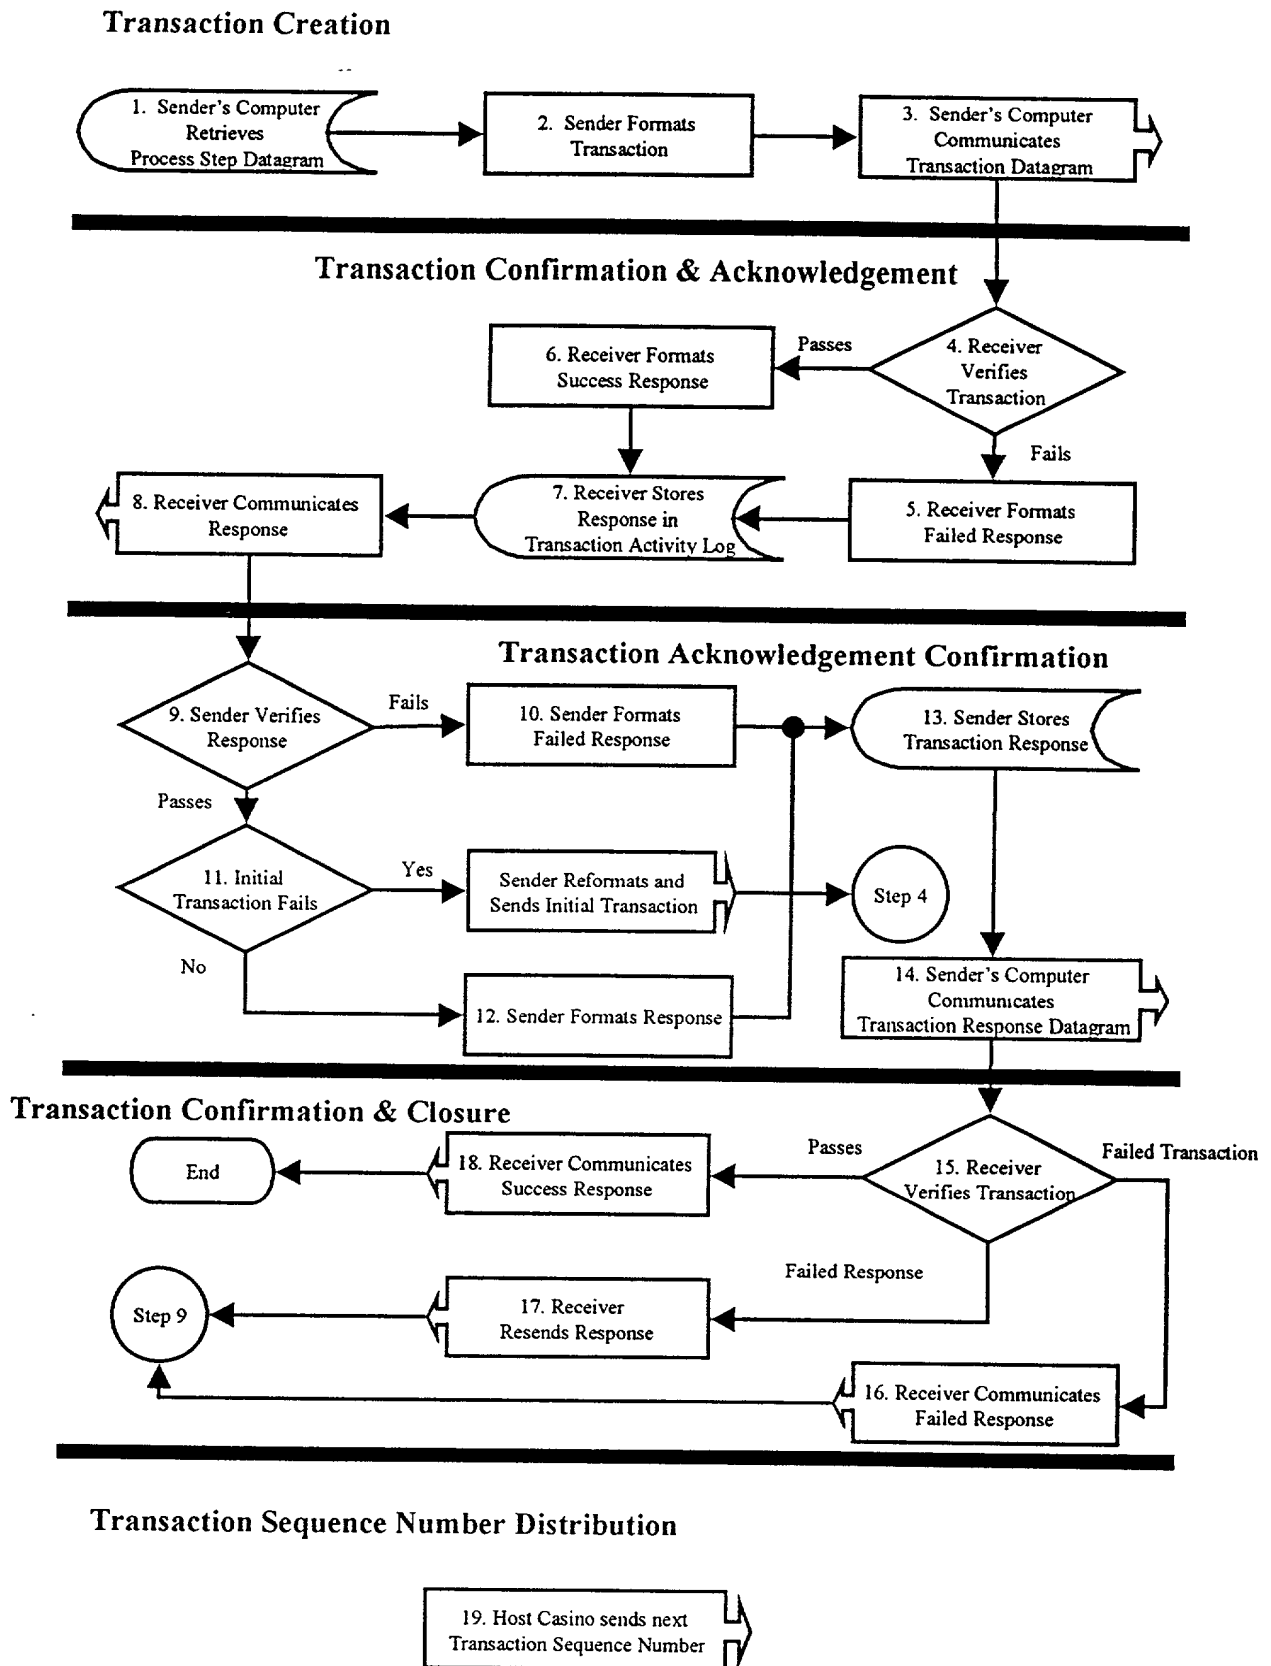 Transaction Creation
1. Sender's Computer
Retrieves
Process Step Datagram
2. Sender Formats
Transaction
3. Sender's Computer
Communicates
Transaction Datagram
Transaction Confirmation & Acknowledgement
6. Receiver Formats
Success Response
Passes
4. Receiver
Verifies
Transaction
Fails
8. Receiver Communicates
Response
7. Receiver Stores
Response in
Transaction Activity Log
5. Receiver Formats
Failed Response
Transaction Acknowledgement Confirmation
9. Sender Verifies
Response
Fails
10. Sender Formats
Failed Response
13. Sender Stores
Transaction Response
Passes
11. Initial
Transaction Fails
Yes
Sender Reformats and
Sends Initial Transaction
Step 4
No
12. Sender Formats Response
14. Sender's Computer
Communicates
Transaction Response Datagram
Transaction Confirmation & Closure
End
18. Receiver Communicates
Success Response
Passes
15. Receiver
Verifies Transaction
Failed Transaction
Failed Response
Step 9
17. Receiver
Resends Response
16. Receiver Communicates
Failed Response
Transaction Sequence Number Distribution
19. Host Casino sends next
Transaction Sequence Number